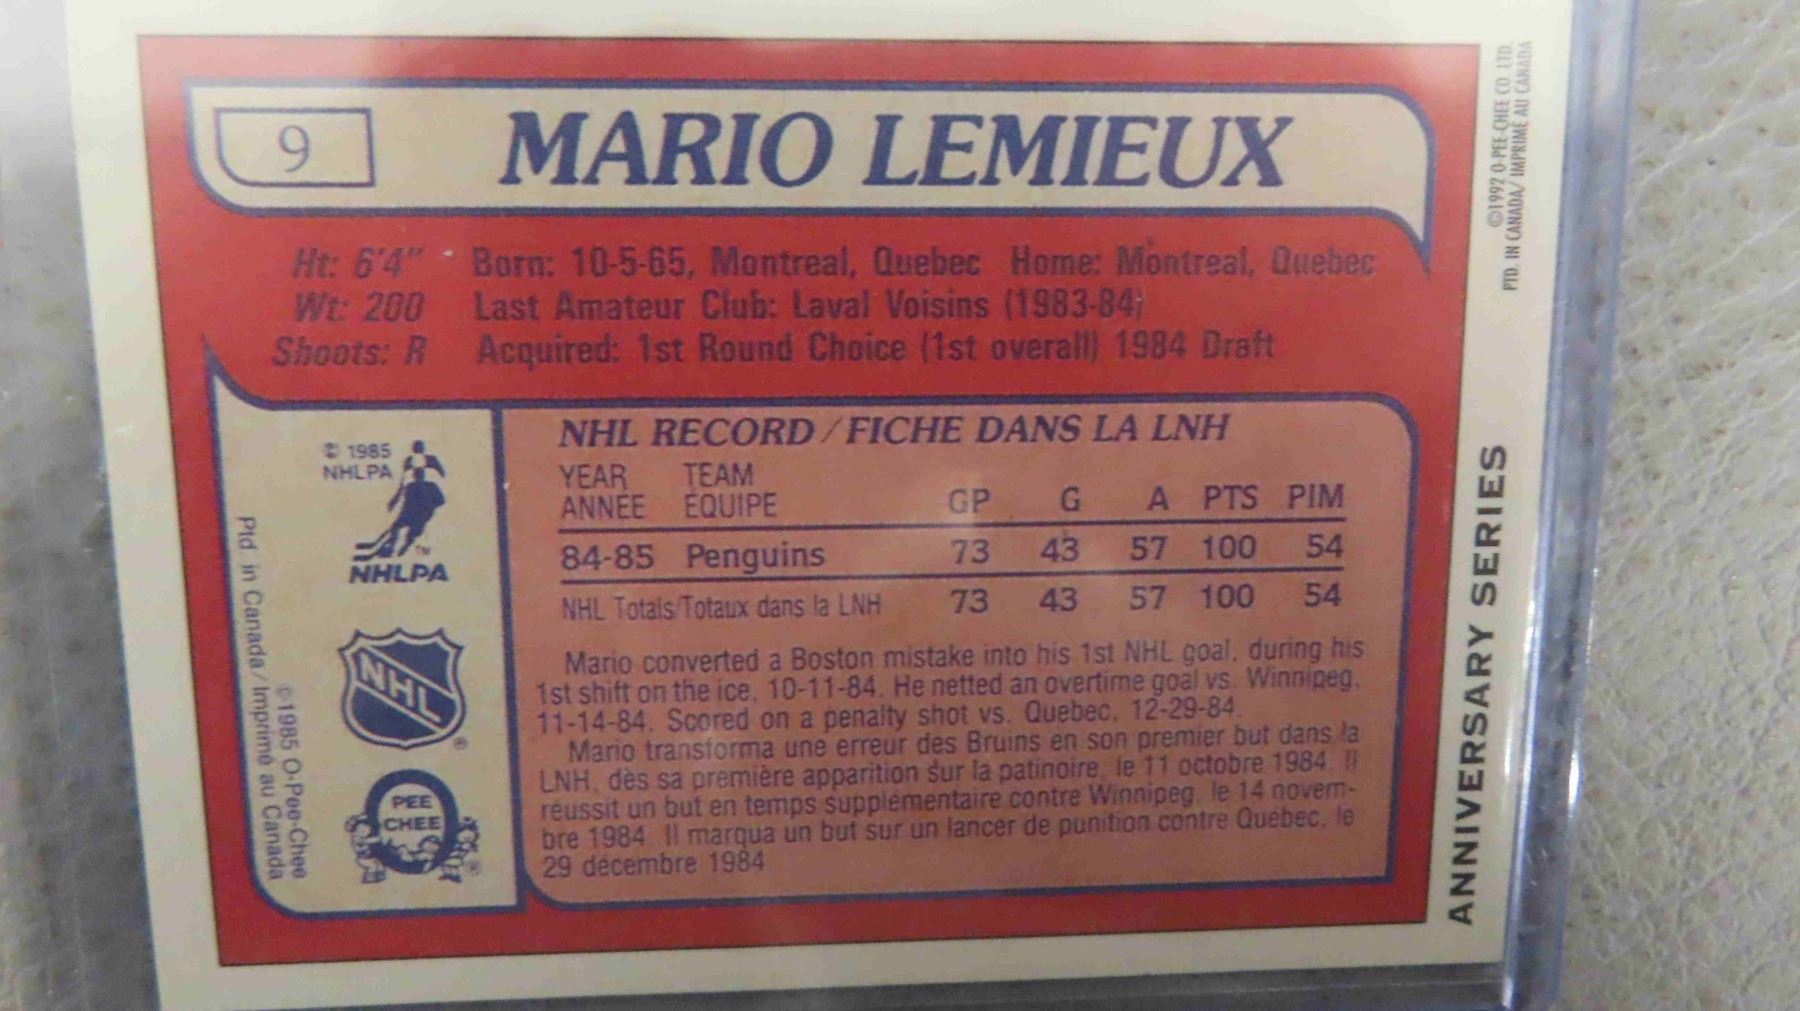 9
MARIO LEMIEUX
Ht: 6'4" Born: 10-5-65, Montreal, Quebec Home: Montreal, Quebec
Wt: 200 Last Amateur Club: Laval Voisins (1983-84)
Shoots: R Acquired: 1st Round Choice (1st overall) 1984 Draft
© 1985
NHLPA
TM
NHLPA
NHL
®
PEE
CHEE
®
Ptd. in Canada/Imprimé au Canada
©1985 O-Pee-Chee
NHL RECORD/FICHE DANS LA LNH
YEAR TEAM
ANNÉE ÉQUIPE GP G A PTS PIM
84-85 Penguins 73 43 57 100 54
NHL Totals/Totaux dans la LNH 73 43 57 100 54
Mario converted a Boston mistake into his 1st NHL goal, during his
1st shift on the ice, 10-11-84. He netted an overtime goal vs. Winnipeg,
11-14-84. Scored on a penalty shot vs. Quebec, 12-29-84.
Mario transforma une erreur des Bruins en son premier but dans la
LNH, dès sa première apparition sur la patinoire, le 11 octobre 1984. Il
réussit un but en temps supplémentaire contre Winnipeg, le 14 novem-
bre 1984. Il marqua un but sur un lancer de punition contre Québec, le
29 décembre 1984.
©1992 O-PEE-CHEE CO. LTD.
PTD. IN CANADA/IMPRIME AU CANADA
ANNIVERSARY SERIES